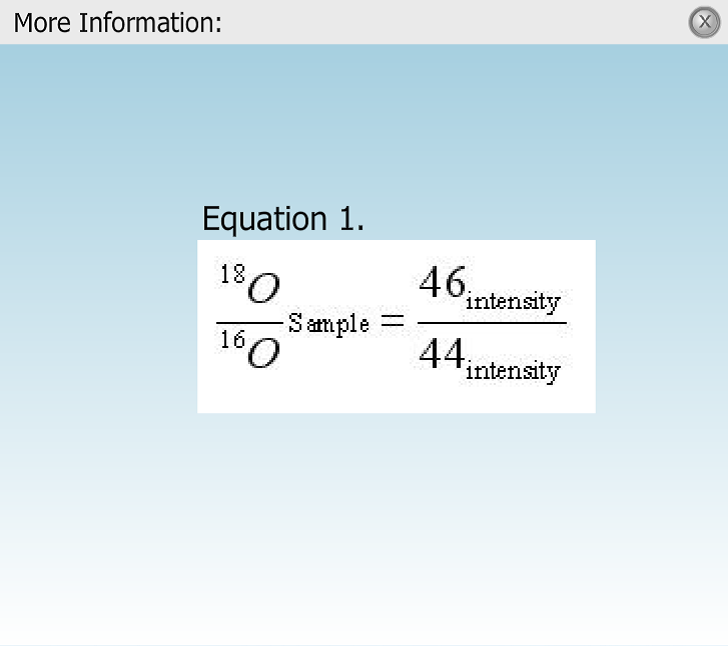 More Information:
X
Equation 1.
18O
16O
Sample =
46intensity
44intensity